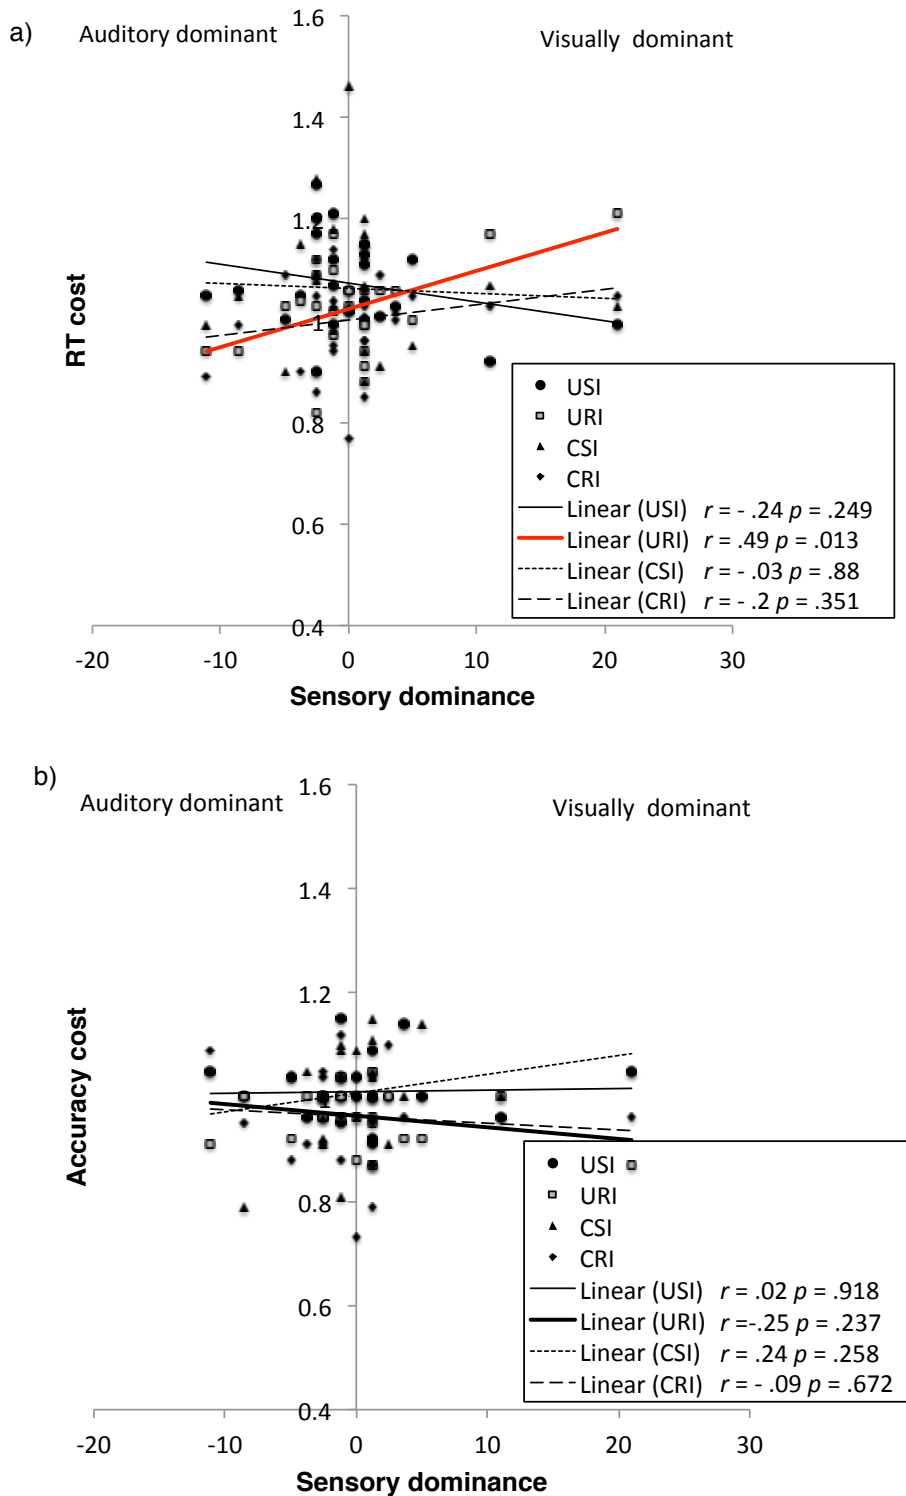 a)
Auditory dominant
Visually dominant
1.6
1.4
1.2
1
0.8
0.6
0.4
RT cost
USI
URI
CSI
CRI
Linear (USI) r = - .24 p = .249
Linear (URI) r = .49 p = .013
Linear (CSI) r = - .03 p = .88
Linear (CRI) r = - .2 p = .351
-20 -10 0 10 20 30
Sensory dominance
b)
Auditory dominant
Visually dominant
1.6
1.4
1.2
1
0.8
0.6
0.4
Accuracy cost
USI
URI
CSI
CRI
Linear (USI) r = .02 p = .918
Linear (URI) r =-.25 p = .237
Linear (CSI) r = .24 p = .258
Linear (CRI) r = - .09 p = .672
-20 -10 0 10 20 30
Sensory dominance